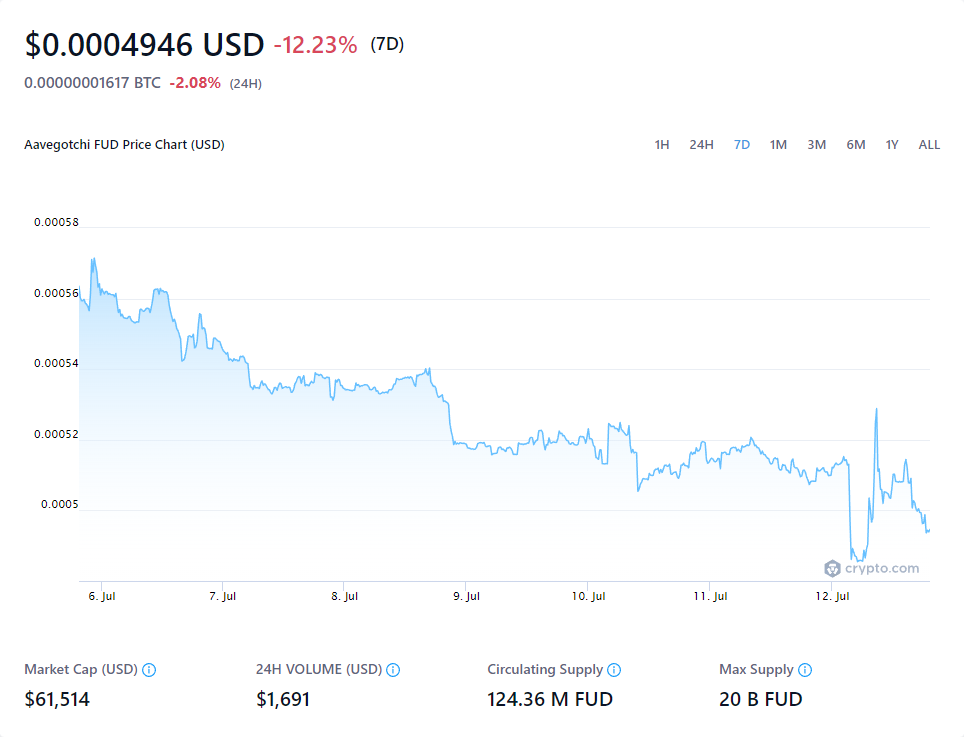 $0.0004946 USD -12.23% (7D)
0.00000001617 BTC -2.08% (24H)
Aavegotchi FUD Price Chart (USD) 1H 24H 7D 1M 3M 6M 1Y ALL
0.00058
0.00056
0.00054
0.00052
0.0005
crypto.com
6. Jul 7. Jul 8. Jul 9. Jul 10. Jul 11. Jul 12. Jul
Market Cap (USD) 24H VOLUME (USD) Circulating Supply Max Supply
$61,514 $1,691 124.36 M FUD 20 B FUD